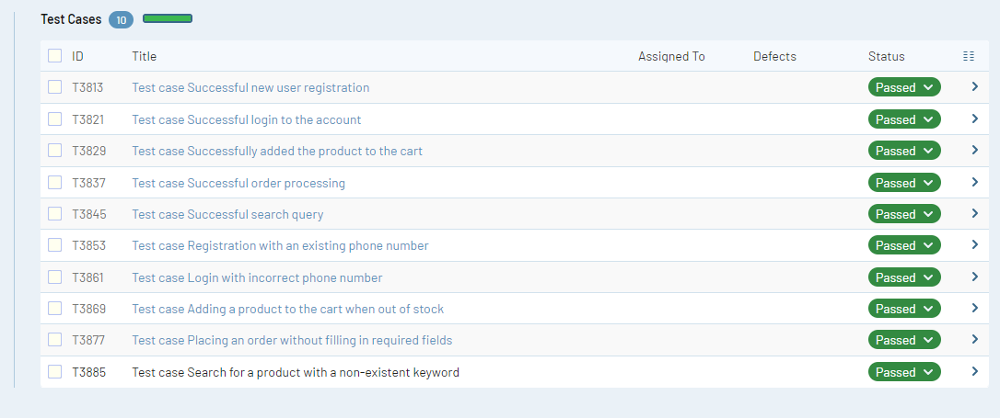 Test Cases 10
ID Title Assigned To Defects Status
T3813 Test case Successful new user registration Passed
T3821 Test case Successful login to the account Passed
T3829 Test case Successfully added the product to the cart Passed
T3837 Test case Successful order processing Passed
T3845 Test case Successful search query Passed
T3853 Test case Registration with an existing phone number Passed
T3861 Test case Login with incorrect phone number Passed
T3869 Test case Adding a product to the cart when out of stock Passed
T3877 Test case Placing an order without filling in required fields Passed
T3885 Test case Search for a product with a non-existent keyword Passed